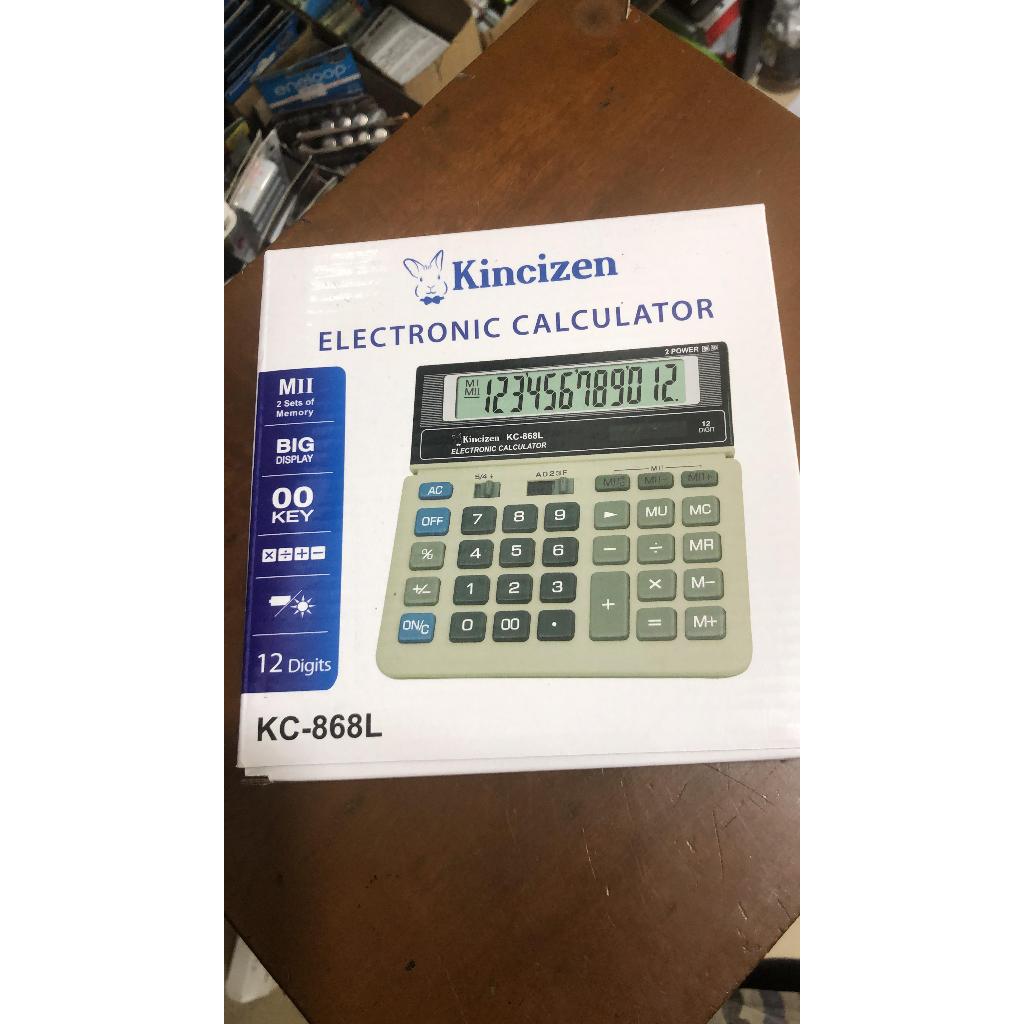 eneloop
Kincizen
ELECTRONIC CALCULATOR
MII
2 Sets of
Memory
BIG
DISPLAY
00
KEY
× ÷ + −
12 Digits
KC-868L
2 POWER
MI
MII
123456789012.
Kincizen KC-868L
ELECTRONIC CALCULATOR
12
DIGIT
MII
AC
OFF 7 8 9 ► MU MC
% 4 5 6 − ÷ MR
+/− 1 2 3 + × M−
ON/C 0 00 . = M+